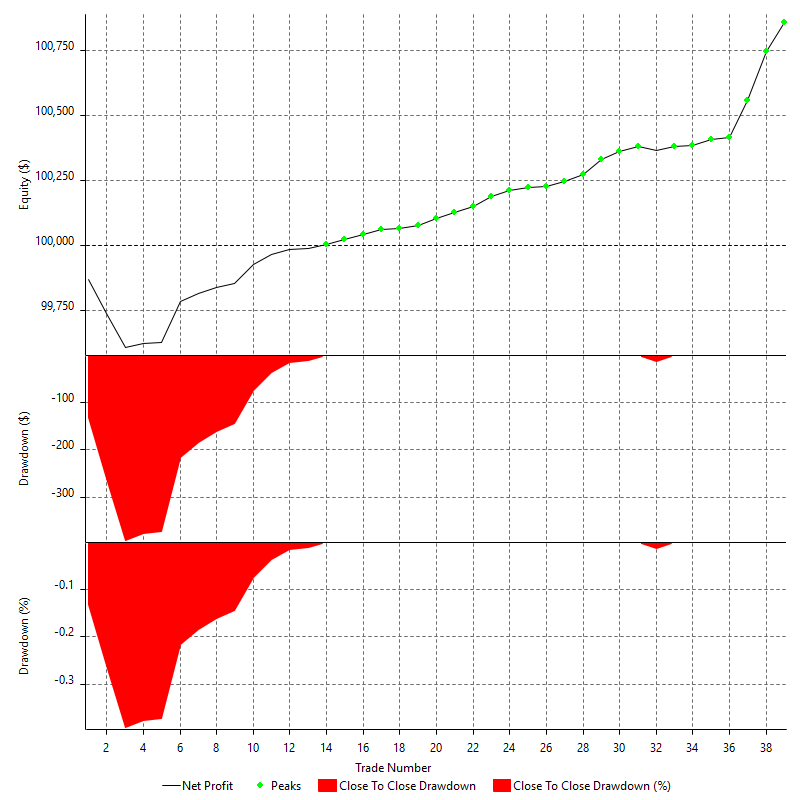 100,750
100,500
100,250
100,000
99,750
Equity ($)
-100
-200
-300
Drawdown ($)
-0.1
-0.2
-0.3
Drawdown (%)
2 4 6 8 10 12 14 16 18 20 22 24 26 28 30 32 34 36 38
Trade Number
Net Profit Peaks Close To Close Drawdown Close To Close Drawdown (%)